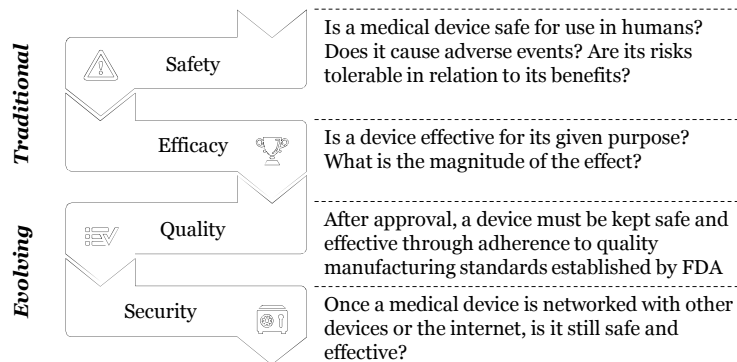 Traditional
Safety
Is a medical device safe for use in humans?
Does it cause adverse events? Are its risks
tolerable in relation to its benefits?
Efficacy
Is a device effective for its given purpose?
What is the magnitude of the effect?
Evolving
Quality
After approval, a device must be kept safe and
effective through adherence to quality
manufacturing standards established by FDA
Security
Once a medical device is networked with other
devices or the internet, is it still safe and
effective?